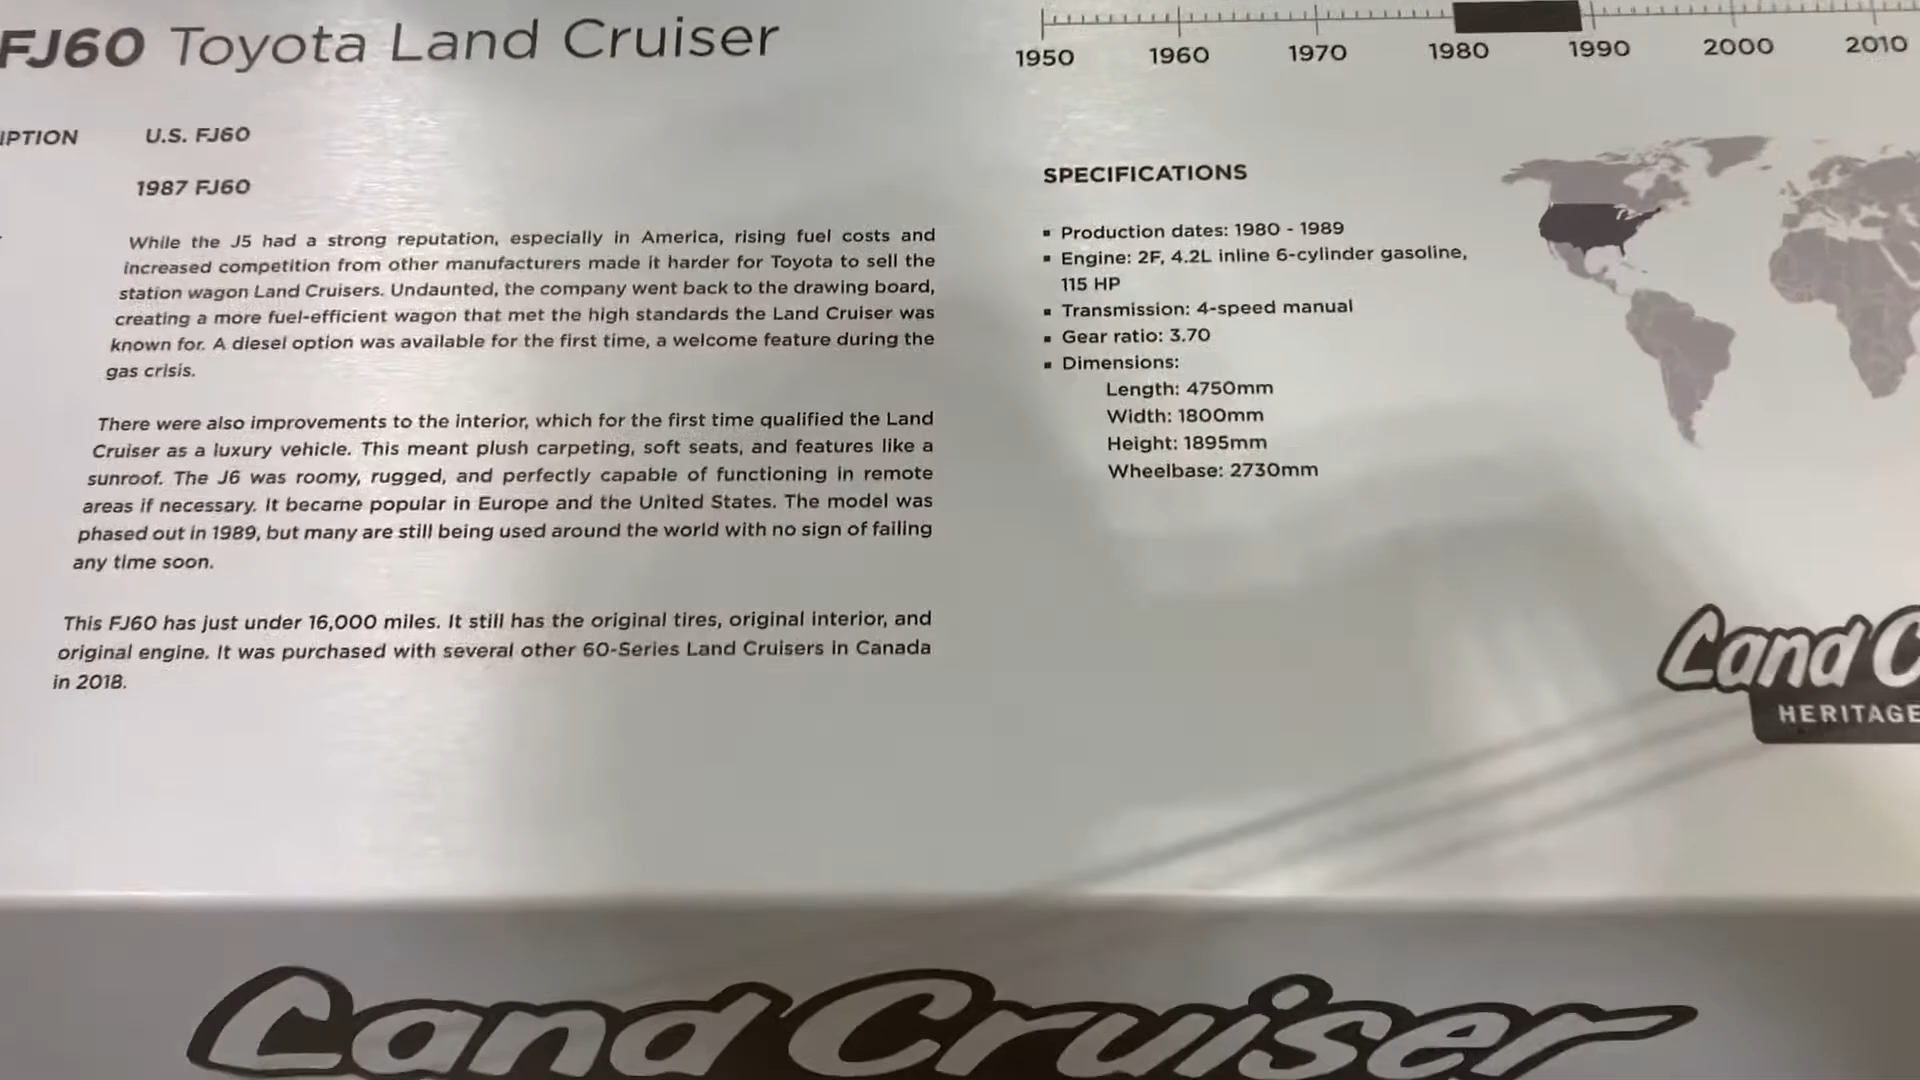 FJ60 Toyota Land Cruiser
1950 1960 1970 1980 1990 2000 2010
IPTION U.S. FJ60
1987 FJ60
While the J5 had a strong reputation, especially in America, rising fuel costs and
increased competition from other manufacturers made it harder for Toyota to sell the
station wagon Land Cruisers. Undaunted, the company went back to the drawing board,
creating a more fuel-efficient wagon that met the high standards the Land Cruiser was
known for. A diesel option was available for the first time, a welcome feature during the
gas crisis.
There were also improvements to the interior, which for the first time qualified the Land
Cruiser as a luxury vehicle. This meant plush carpeting, soft seats, and features like a
sunroof. The J6 was roomy, rugged, and perfectly capable of functioning in remote
areas if necessary. It became popular in Europe and the United States. The model was
phased out in 1989, but many are still being used around the world with no sign of failing
any time soon.
This FJ60 has just under 16,000 miles. It still has the original tires, original interior, and
original engine. It was purchased with several other 60-Series Land Cruisers in Canada
in 2018.
SPECIFICATIONS
▪ Production dates: 1980 - 1989
▪ Engine: 2F, 4.2L inline 6-cylinder gasoline,
115 HP
▪ Transmission: 4-speed manual
▪ Gear ratio: 3.70
▪ Dimensions:
Length: 4750mm
Width: 1800mm
Height: 1895mm
Wheelbase: 2730mm
Land C
HERITAGE
Land Cruiser